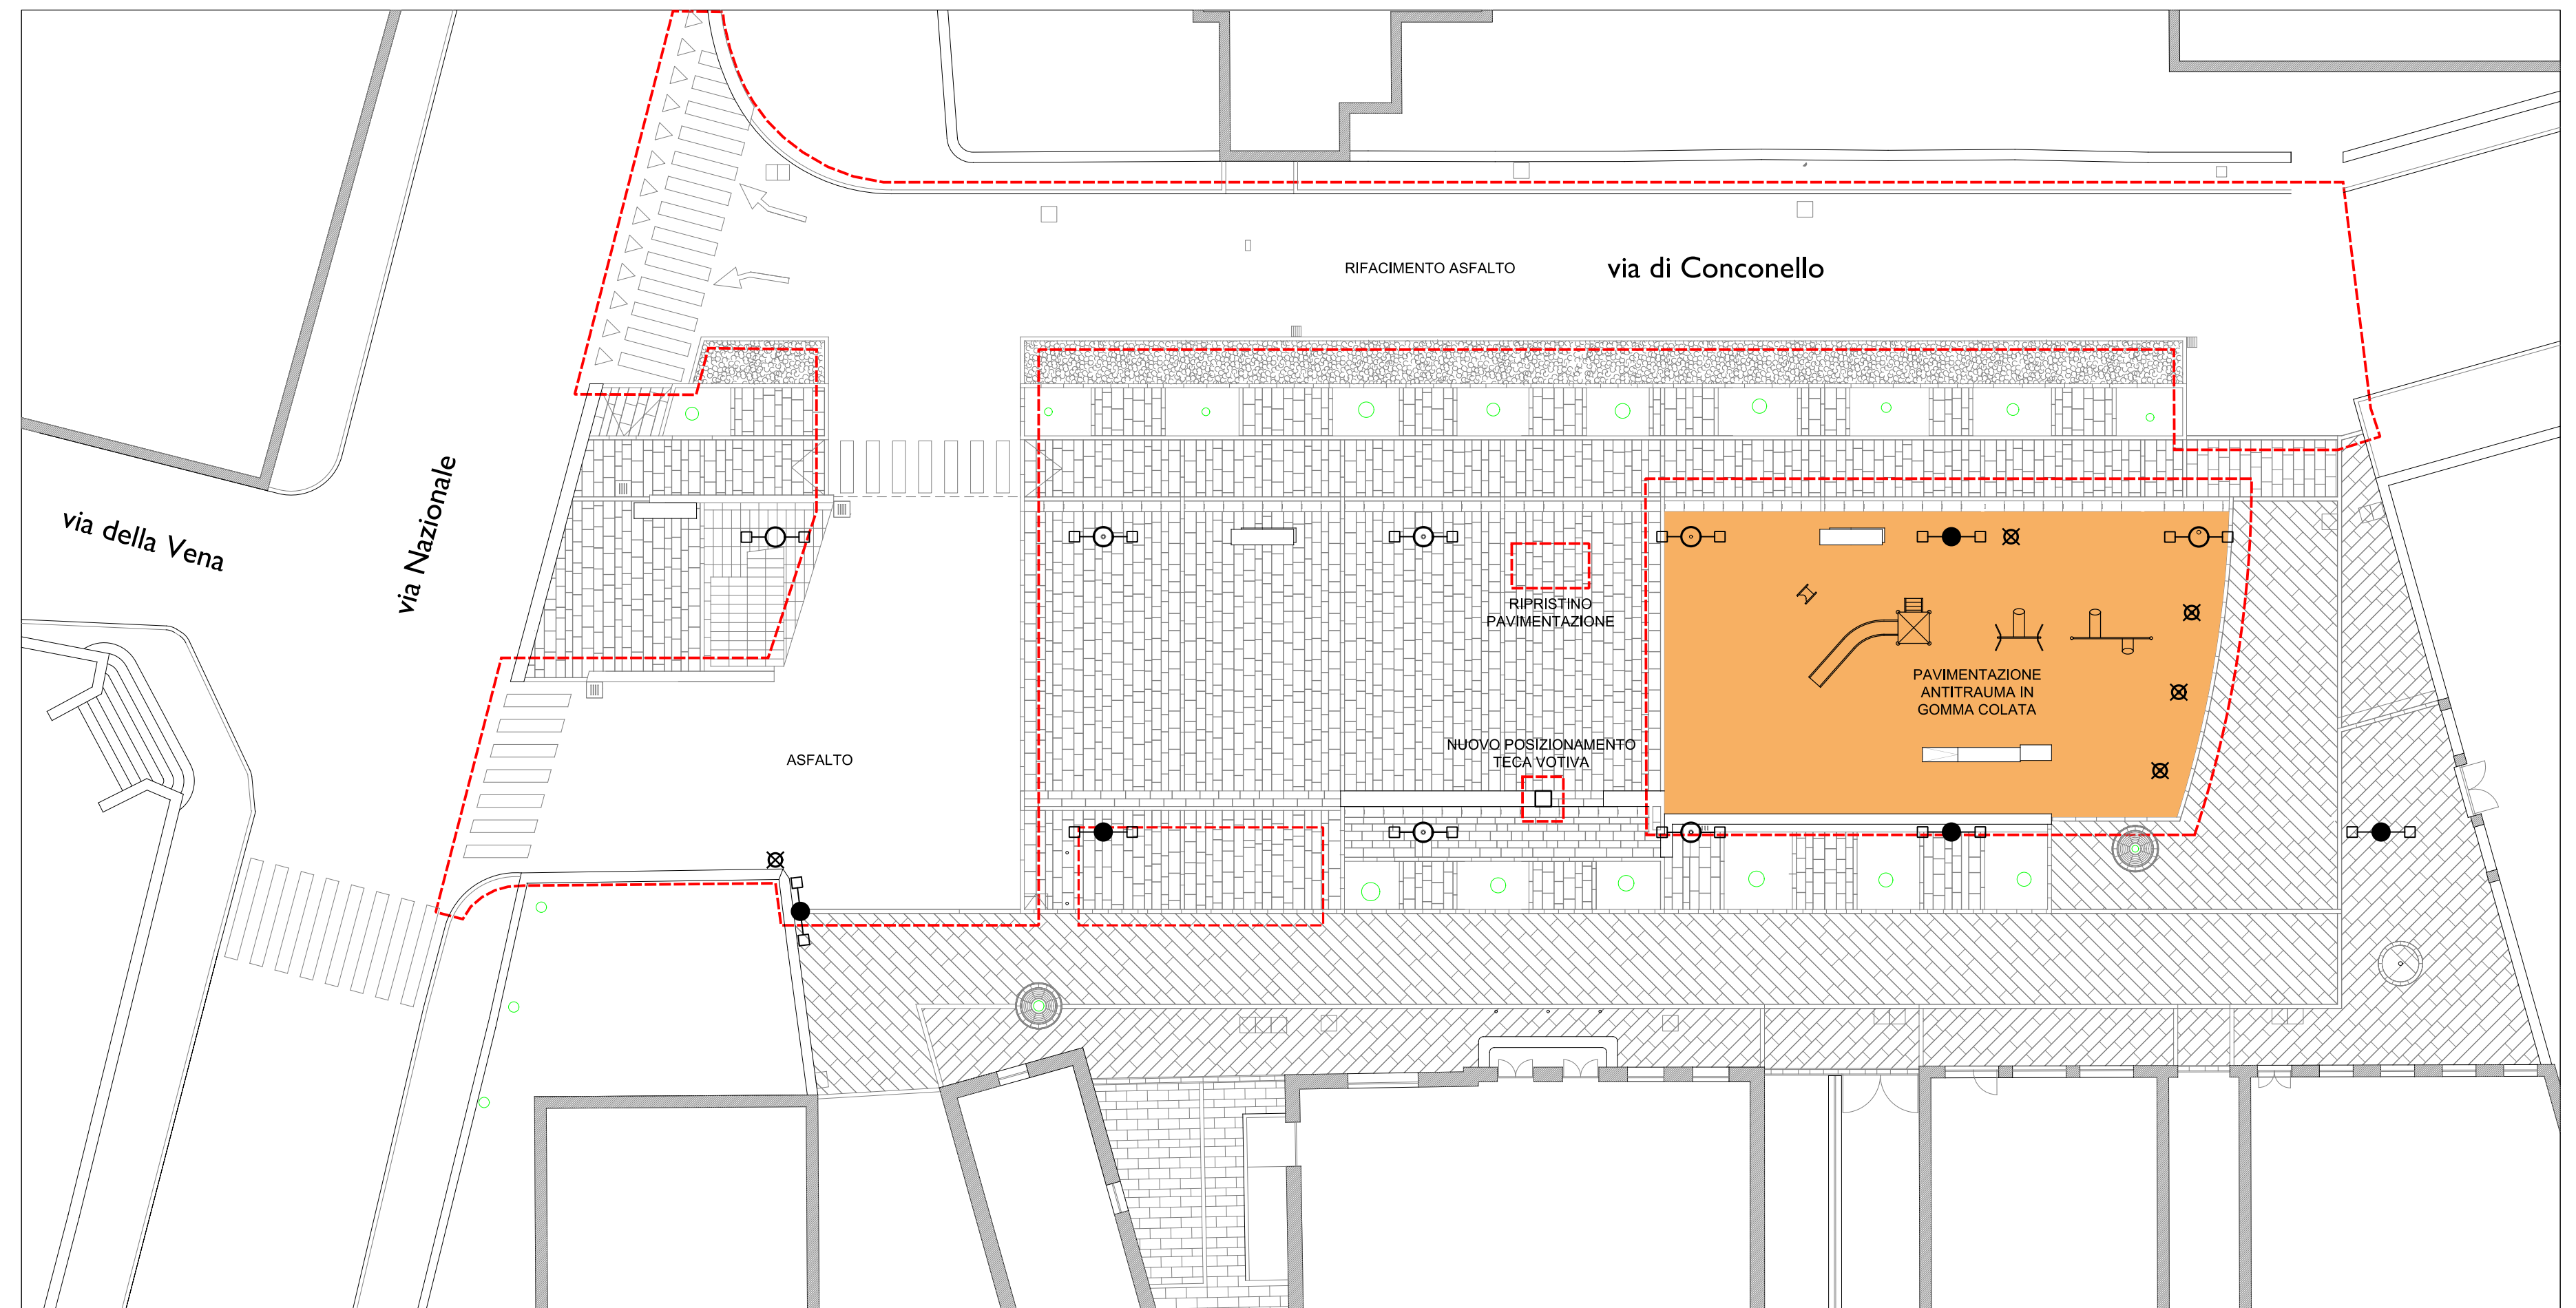 RIFACIMENTO ASFALTO
via di Conconello
via della Vena
via Nazionale
RIPRISTINO
PAVIMENTAZIONE
PAVIMENTAZIONE
ANTITRAUMA IN
GOMMA COLATA
NUOVO POSIZIONAMENTO
TECA VOTIVA
ASFALTO